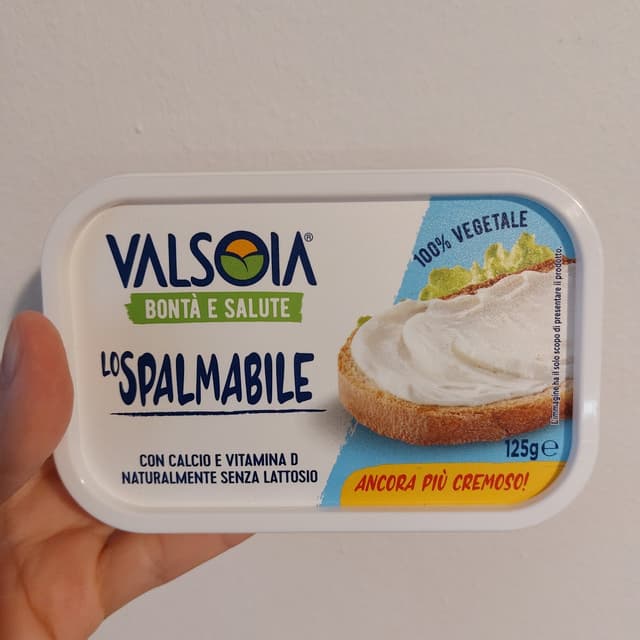 VALSOIA®
BONTÀ E SALUTE
LO SPALMABILE
CON CALCIO E VITAMINA D
NATURALMENTE SENZA LATTOSIO
100% VEGETALE
L'immagine ha il solo scopo di presentare il prodotto.
125g e
ANCORA PIÙ CREMOSO!